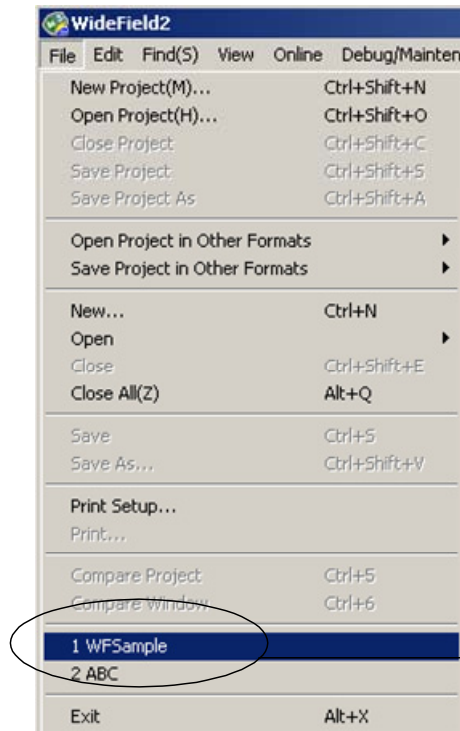 WideField2
File Edit Find(S) View Online Debug/Mainten
New Project(M)... Ctrl+Shift+N
Open Project(H)... Ctrl+Shift+O
Close Project Ctrl+Shift+C
Save Project Ctrl+Shift+S
Save Project As Ctrl+Shift+A
Open Project in Other Formats
Save Project in Other Formats
New... Ctrl+N
Open
Close Ctrl+Shift+E
Close All(Z) Alt+Q
Save Ctrl+S
Save As... Ctrl+Shift+V
Print Setup...
Print...
Compare Project Ctrl+5
Compare Window Ctrl+6
1 WFSample
2 ABC
Exit Alt+X